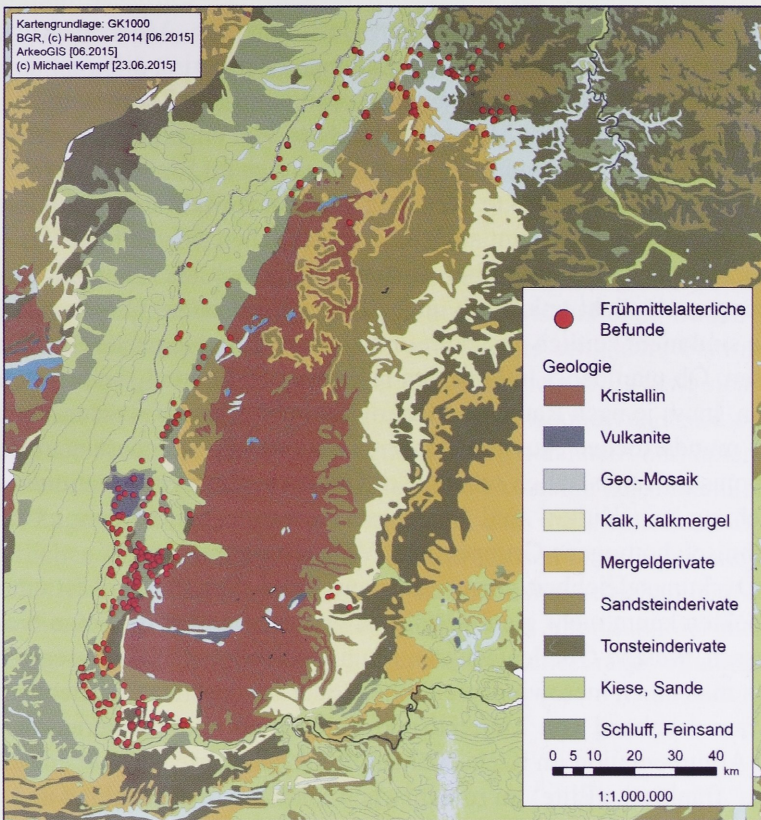 Kartengrundlage: GK1000
BGR, (c) Hannover 2014 [06.2015]
ArkeoGIS [06.2015]
(c) Michael Kempf [23.06.2015]
Frühmittelalterliche
Befunde
Geologie
Kristallin
Vulkanite
Geo.-Mosaik
Kalk, Kalkmergel
Mergelderivate
Sandsteinderivate
Tonsteinderivate
Kiese, Sande
Schluff, Feinsand
0 5 10 20 30 40
km
1:1.000.000